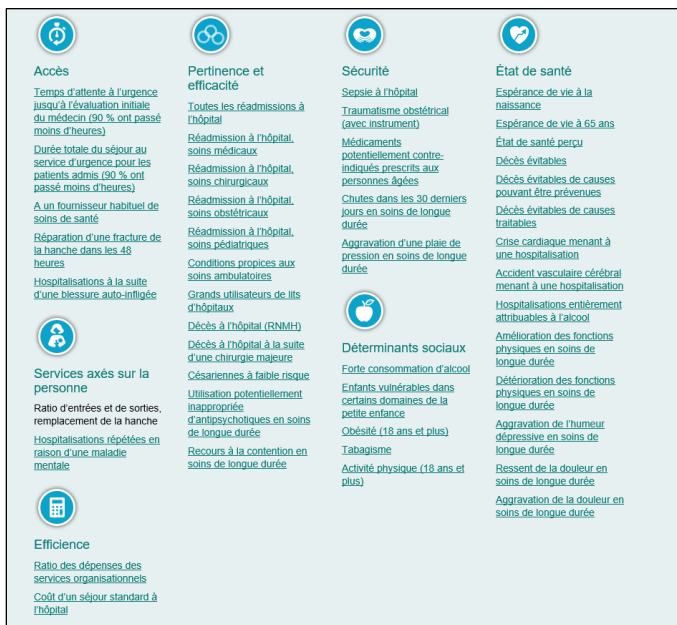 Accès
Temps d'attente à l'urgence
jusqu'à l'évaluation initiale
du médecin (90 % ont passé
moins d'heures)
Durée totale du séjour au
service d'urgence pour les
patients admis (90 % ont
passé moins d'heures)
A un fournisseur habituel de
soins de santé
Réparation d'une fracture de
la hanche dans les 48
heures
Hospitalisations à la suite
d'une blessure auto-infligée
Services axés sur la
personne
Ratio d'entrées et de sorties,
remplacement de la hanche
Hospitalisations répétées en
raison d'une maladie
mentale
Efficience
Ratio des dépenses des
services organisationnels
Coût d'un séjour standard à
l'hôpital
Pertinence et
efficacité
Toutes les réadmissions à
l'hôpital
Réadmission à l'hôpital,
soins médicaux
Réadmission à l'hôpital,
soins chirurgicaux
Réadmission à l'hôpital,
soins obstétricaux
Réadmission à l'hôpital,
soins pédiatriques
Conditions propices aux
soins ambulatoires
Grands utilisateurs de lits
d'hôpitaux
Décès à l'hôpital (RNMH)
Décès à l'hôpital à la suite
d'une chirurgie majeure
Césariennes à faible risque
Utilisation potentiellement
inappropriée
d'antipsychotiques en soins
de longue durée
Recours à la contention en
soins de longue durée
Sécurité
Sepsie à l'hôpital
Traumatisme obstétrical
(avec instrument)
Médicaments
potentiellement contre-
indiqués prescrits aux
personnes âgées
Chutes dans les 30 derniers
jours en soins de longue
durée
Aggravation d'une plaie de
pression en soins de longue
durée
Déterminants sociaux
Forte consommation d'alcool
Enfants vulnérables dans
certains domaines de la
petite enfance
Obésité (18 ans et plus)
Tabagisme
Activité physique (18 ans et
plus)
État de santé
Espérance de vie à la
naissance
Espérance de vie à 65 ans
État de santé perçu
Décès évitables
Décès évitables de causes
pouvant être prévenues
Décès évitables de causes
traitables
Crise cardiaque menant à
une hospitalisation
Accident vasculaire cérébral
menant à une hospitalisation
Hospitalisations entièrement
attribuables à l'alcool
Amélioration des fonctions
physiques en soins de
longue durée
Détérioration des fonctions
physiques en soins de
longue durée
Aggravation de l'humeur
dépressive en soins de
longue durée
Ressent de la douleur en
soins de longue durée
Aggravation de la douleur en
soins de longue durée